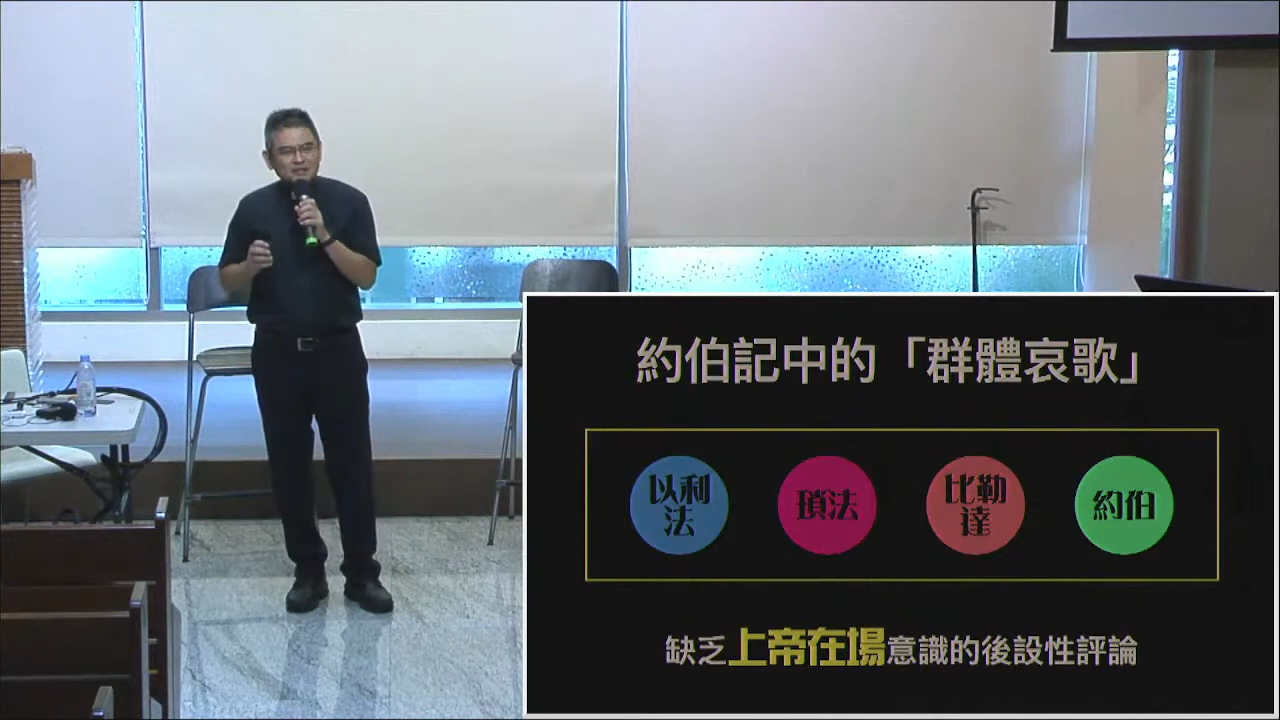 約伯記中的「群體哀歌」
以利
法
瑣法
比勒
達
約伯
缺乏上帝在場意識的後設性評論